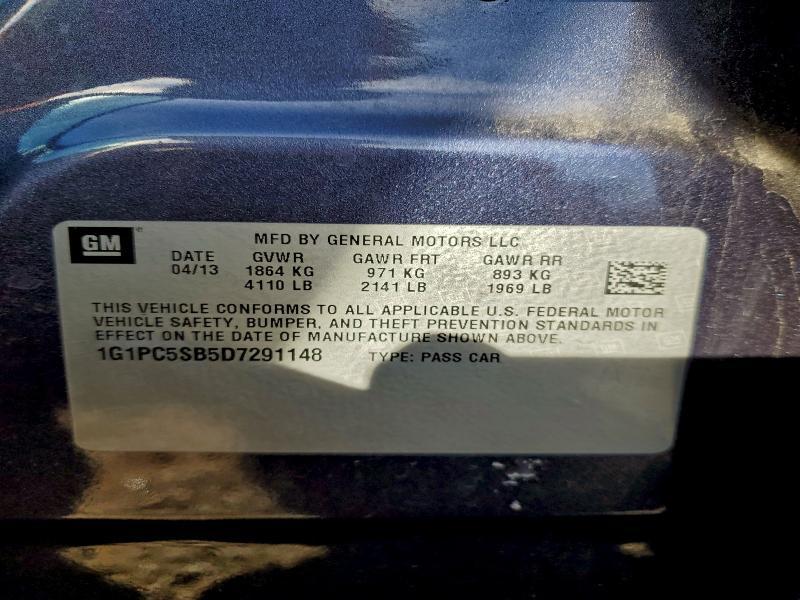 GM
MFD BY GENERAL MOTORS LLC
DATE GVWR GAWR FRT GAWR RR
04/13 1864 KG 971 KG 893 KG
4110 LB 2141 LB 1969 LB
THIS VEHICLE CONFORMS TO ALL APPLICABLE U.S. FEDERAL MOTOR
VEHICLE SAFETY, BUMPER, AND THEFT PREVENTION STANDARDS IN
EFFECT ON THE DATE OF MANUFACTURE SHOWN ABOVE.
1G1PC5SB5D7291148 TYPE: PASS CAR